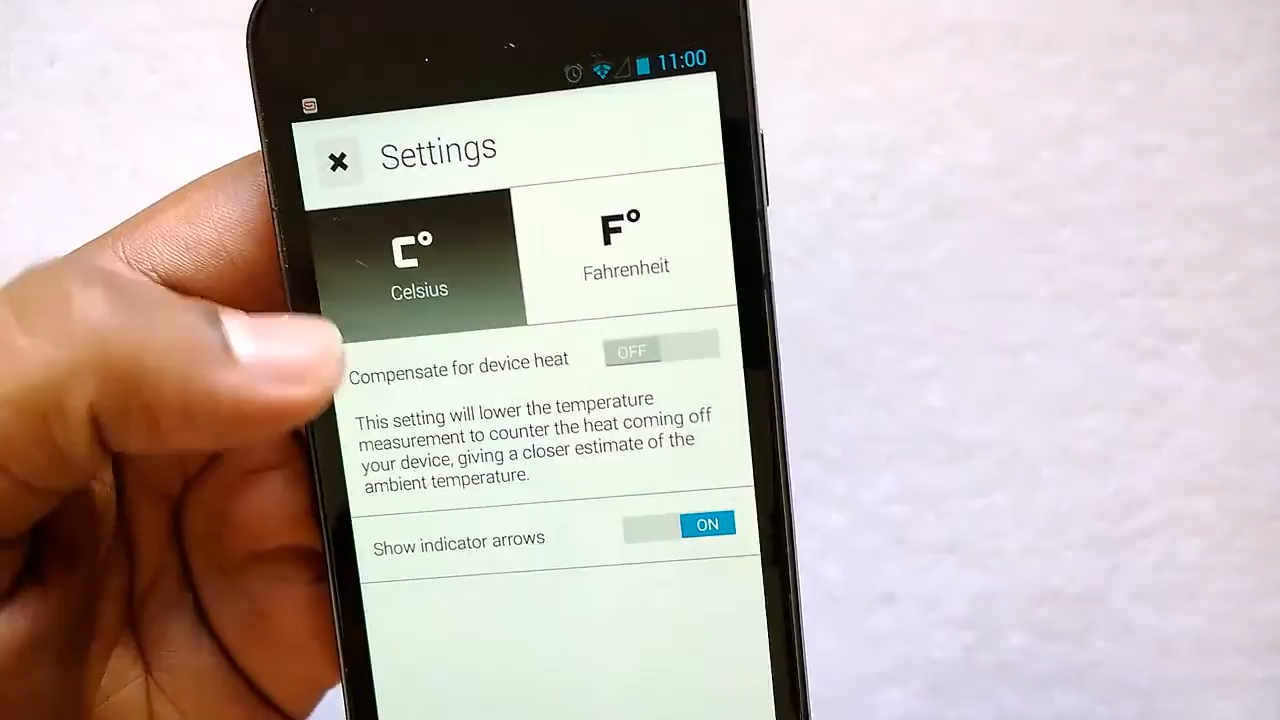 11:00
Settings
C° F°
Celsius Fahrenheit
Compensate for device heat OFF
This setting will lower the temperature
measurement to counter the heat coming off
your device, giving a closer estimate of the
ambient temperature.
Show indicator arrows ON